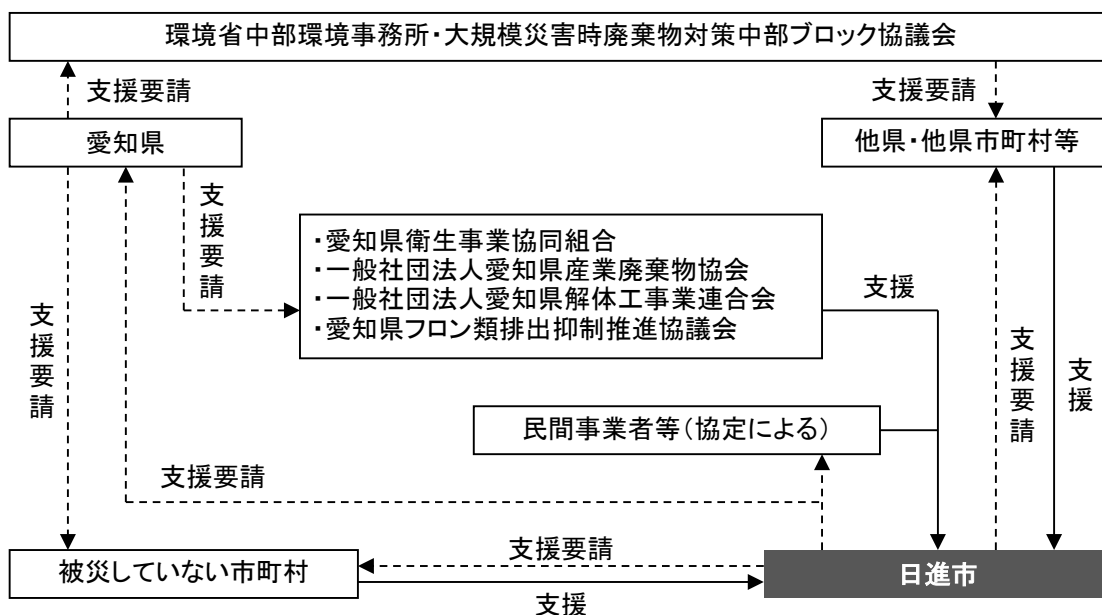 環境省中部環境事務所・大規模災害時廃棄物対策中部ブロック協議会
支援要請
支援要請
愛知県
他県・他県市町村等
支援要請
・愛知県衛生事業協同組合
・一般社団法人愛知県産業廃棄物協会
・一般社団法人愛知県解体工事業連合会
・愛知県フロン類排出抑制推進協議会
支援
支援要請
支援要請
支援
民間事業者等（協定による）
支援要請
被災していない市町村
支援要請
支援
日進市